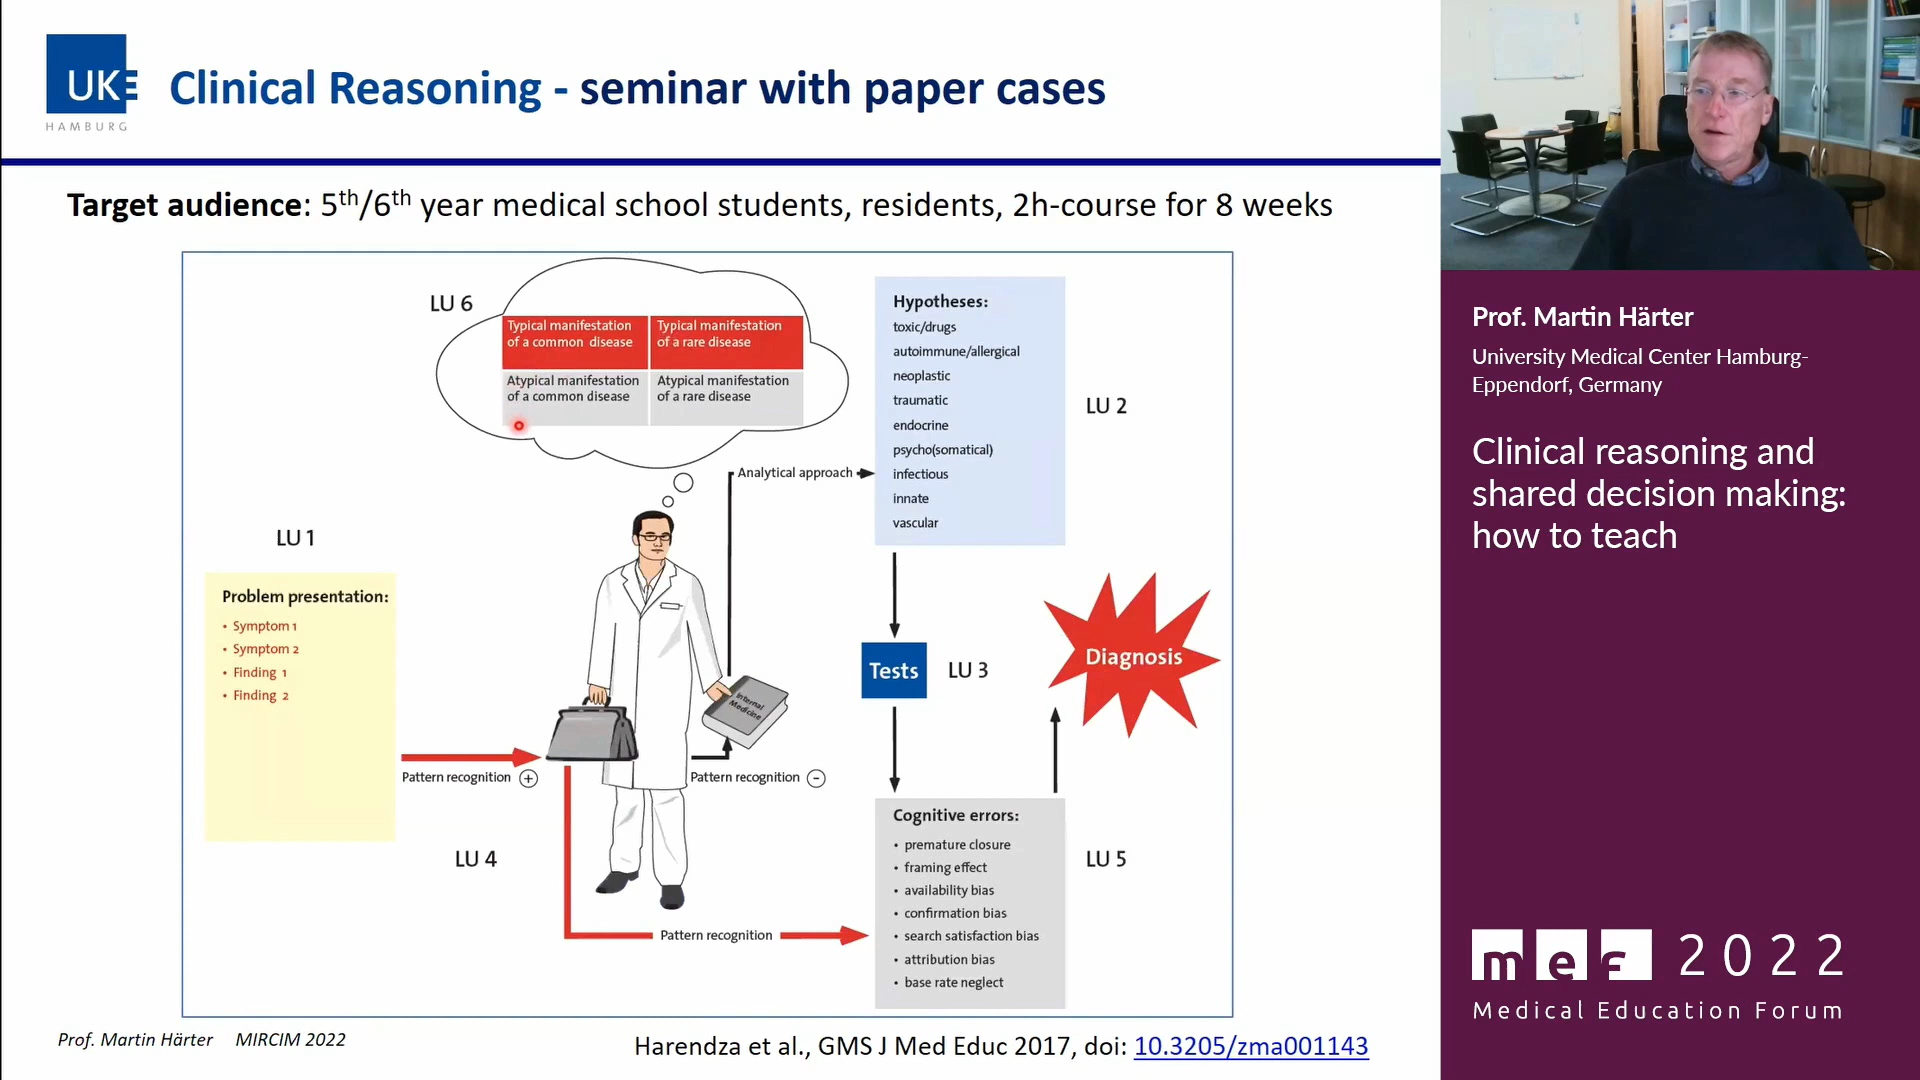 UKE
HAMBURG
Clinical Reasoning - seminar with paper cases
Target audience: 5th/6th year medical school students, residents, 2h-course for 8 weeks
LU 6
Typical manifestation
of a common disease
Typical manifestation
of a rare disease
Atypical manifestation
of a common disease
Atypical manifestation
of a rare disease
Hypotheses:
toxic/drugs
autoimmune/allergical
neoplastic
traumatic
endocrine
psycho(somatical)
infectious
innate
vascular
LU 2
Analytical approach
LU 1
Problem presentation:
• Symptom 1
• Symptom 2
• Finding 1
• Finding 2
Internal
Medicine
Tests
LU 3
Diagnosis
Pattern recognition +
Pattern recognition -
LU 4
Pattern recognition
Cognitive errors:
• premature closure
• framing effect
• availability bias
• confirmation bias
• search satisfaction bias
• attribution bias
• base rate neglect
LU 5
Prof. Martin Härter MIRCIM 2022
Harendza et al., GMS J Med Educ 2017, doi: 10.3205/zma001143
Prof. Martin Härter
University Medical Center Hamburg-
Eppendorf, Germany
Clinical reasoning and
shared decision making:
how to teach
mef 2022
Medical Education Forum